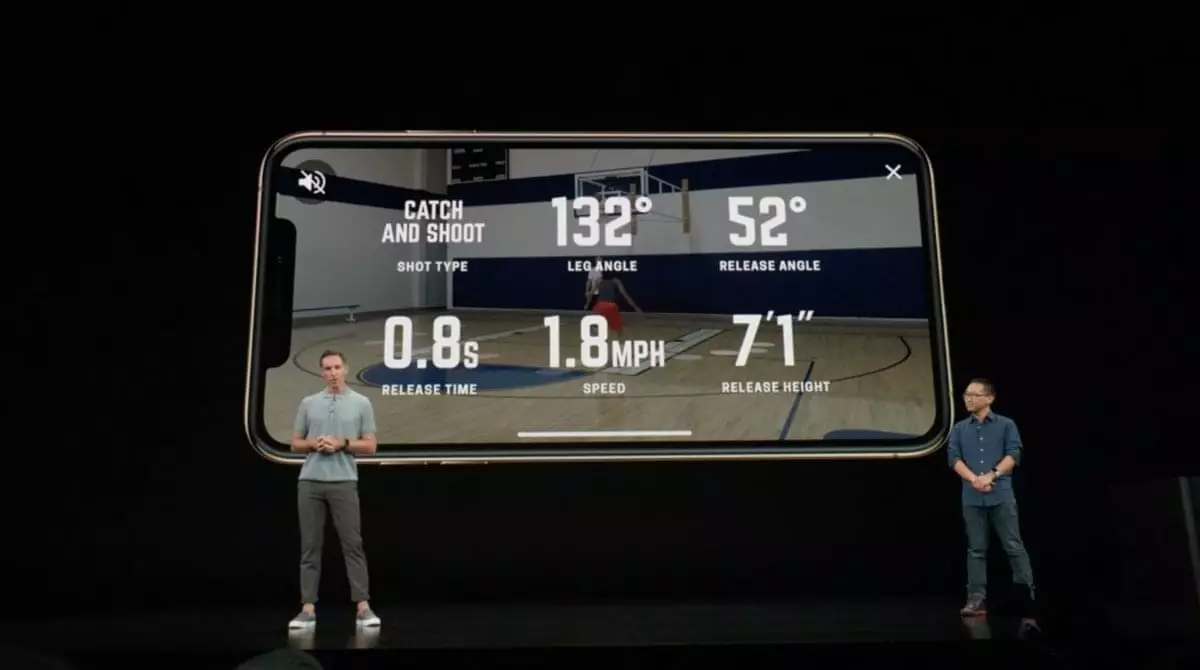 CATCH
AND SHOOT
SHOT TYPE
132°
LEG ANGLE
52°
RELEASE ANGLE
0.8S
RELEASE TIME
1.8MPH
SPEED
7'1"
RELEASE HEIGHT